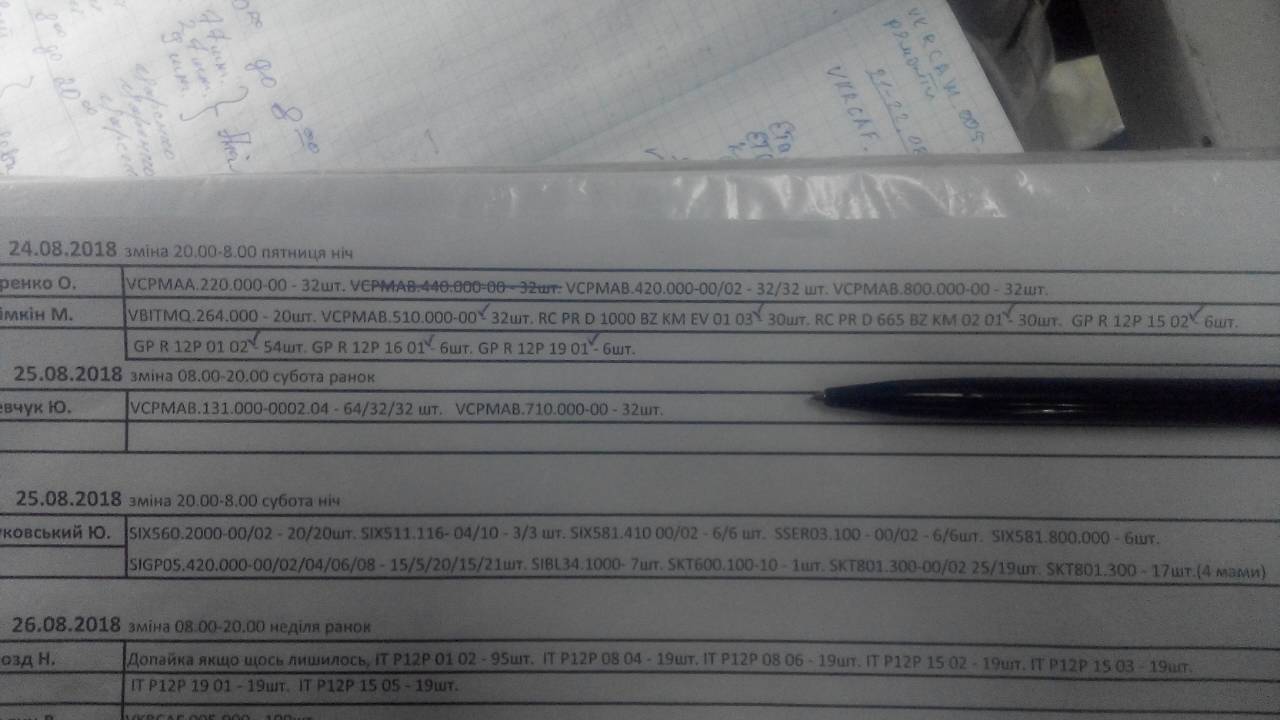 8⁰⁰ до 20⁰⁰
до 8⁰⁰
VKRCAW 005
ремонти
VKRCAF.
24.08.2018 зміна 20.00-8.00 пятниця ніч
ренко О. VCPMAA.220.000-00 - 32шт. VCPMAB.440.000-00 - 32шт. VCPMAB.420.000-00/02 - 32/32 шт. VCPMAB.800.000-00 - 32шт.
імкін М. VBITMQ.264.000 - 20шт. VCPMAB.510.000-00 32шт. RC PR D 1000 BZ KM EV 01 03 30шт. RC PR D 665 BZ KM 02 01 - 30шт. GP R 12P 15 02 - 6шт.
GP R 12P 01 02 - 54шт. GP R 12P 16 01 - 6шт. GP R 12P 19 01 - 6шт.
25.08.2018 зміна 08.00-20.00 субота ранок
евчук Ю. VCPMAB.131.000-0002.04 - 64/32/32 шт. VCPMAB.710.000-00 - 32шт.
25.08.2018 зміна 20.00-8.00 субота ніч
уковський Ю. SIX560.2000-00/02 - 20/20шт. SIX511.116- 04/10 - 3/3 шт. SIX581.410 00/02 - 6/6 шт. SSER03.100 - 00/02 - 6/6шт. SIX581.800.000 - 6шт.
SIGP05.420.000-00/02/04/06/08 - 15/5/20/15/21шт. SIBL34.1000- 7шт. SKT600.100-10 - 1шт. SKT801.300-00/02 25/19шт. SKT801.300 - 17шт.(4 мами)
26.08.2018 зміна 08.00-20.00 неділя ранок
озд Н. Допайка якщо щось лишилось, IT P12P 01 02 - 95шт. IT P12P 08 04 - 19шт. IT P12P 08 06 - 19шт. IT P12P 15 02 - 19шт. IT P12P 15 03 - 19шт.
IT P12P 19 01 - 19шт. IT P12P 15 05 - 19шт.